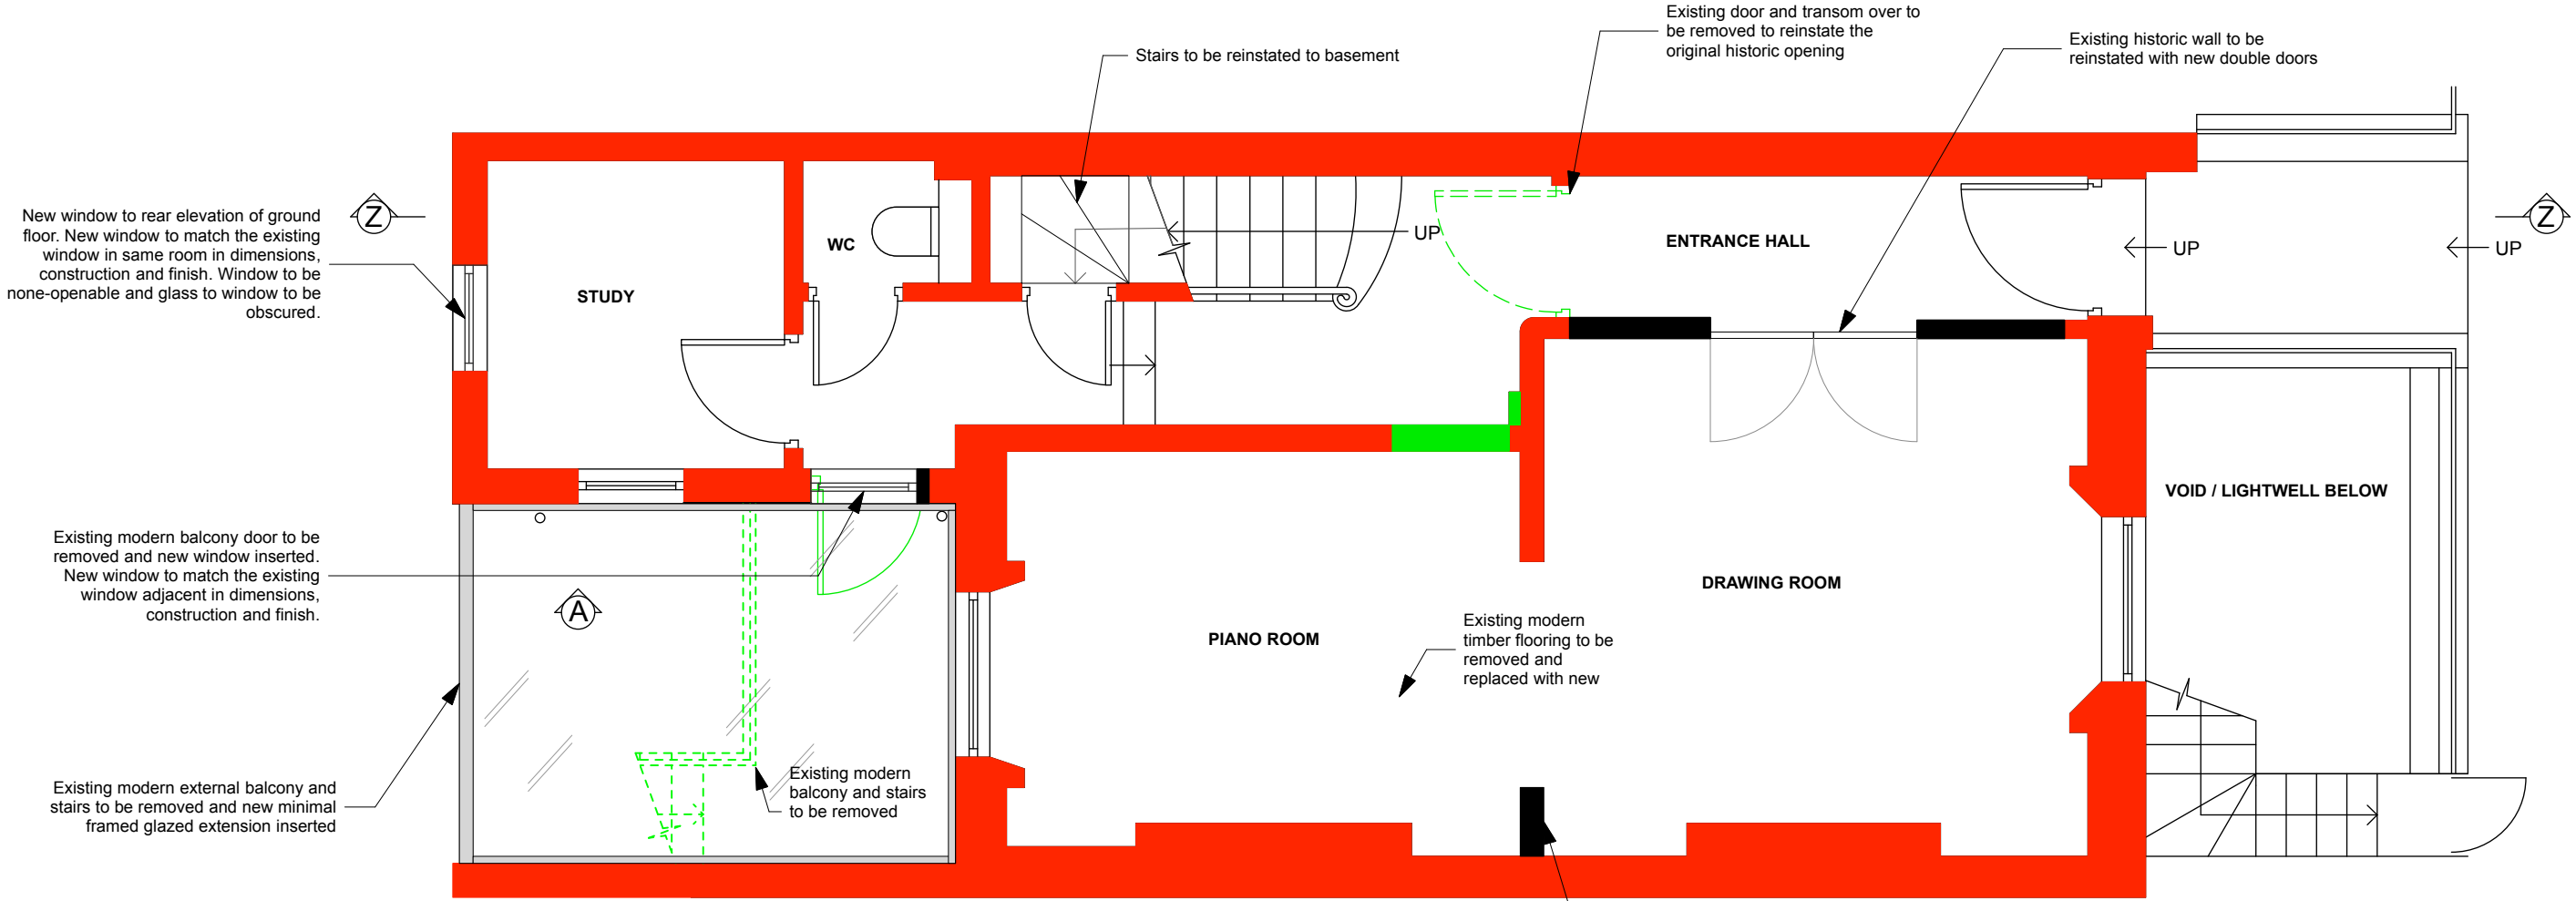 Existing door and transom over to
be removed to reinstate the
original historic opening
Existing historic wall to be
reinstated with new double doors
Stairs to be reinstated to basement
New window to rear elevation of ground
floor. New window to match the existing
window in same room in dimensions,
construction and finish. Window to be
none-openable and glass to window to be
obscured.
Z
Z
WC
UP
ENTRANCE HALL
UP
UP
STUDY
VOID / LIGHTWELL BELOW
Existing modern balcony door to be
removed and new window inserted.
New window to match the existing
window adjacent in dimensions,
construction and finish.
A
DRAWING ROOM
PIANO ROOM
Existing modern
timber flooring to be
removed and
replaced with new
Existing modern external balcony and
stairs to be removed and new minimal
framed glazed extension inserted
Existing modern
balcony and stairs
to be removed